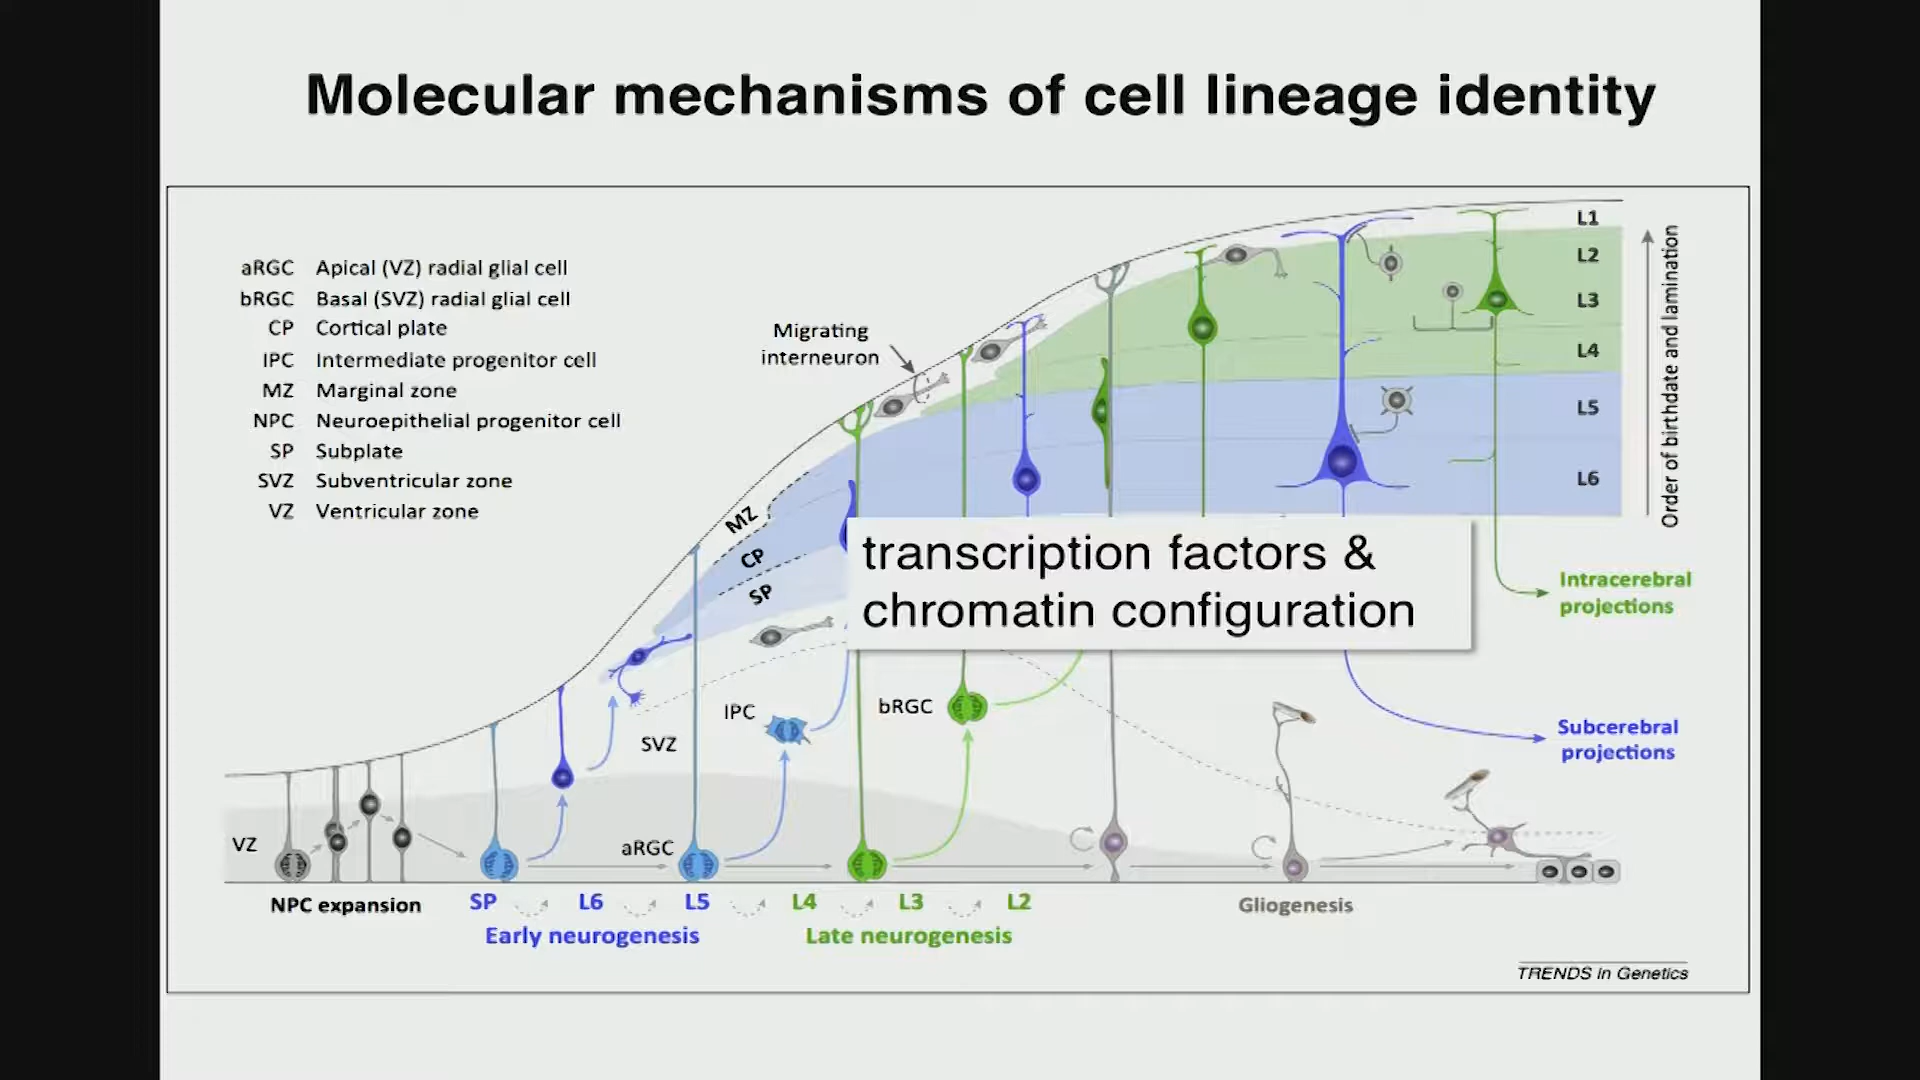 Molecular mechanisms of cell lineage identity
aRGC Apical (VZ) radial glial cell
bRGC Basal (SVZ) radial glial cell
CP Cortical plate
IPC Intermediate progenitor cell
MZ Marginal zone
NPC Neuroepithelial progenitor cell
SP Subplate
SVZ Subventricular zone
VZ Ventricular zone
Migrating
interneuron
L1
L2
L3
L4
L5
L6
Order of birthdate and lamination
MZ
CP
SP
transcription factors &
chromatin configuration
Intracerebral
projections
Subcerebral
projections
IPC
bRGC
SVZ
VZ
aRGC
NPC expansion
SP L6 L5 L4 L3 L2
Early neurogenesis
Late neurogenesis
Gliogenesis
TRENDS in Genetics